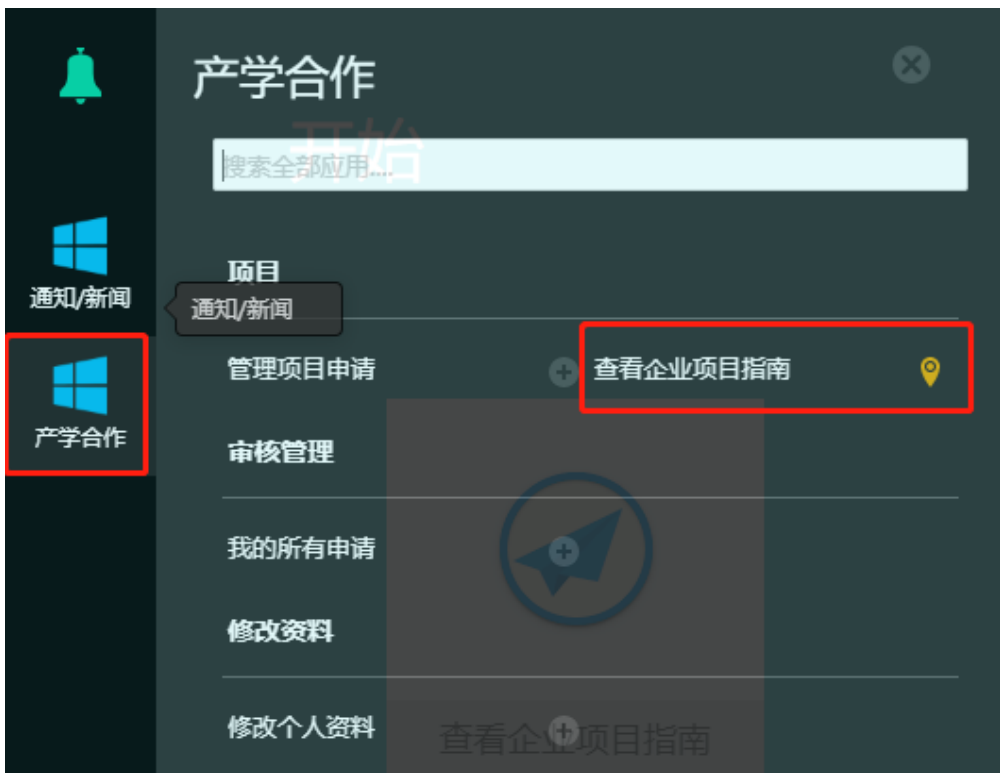 产学合作
开始
搜索全部应用....
通知/新闻
项目
通知/新闻
管理项目申请
查看企业项目指南
产学合作
审核管理
我的所有申请
修改资料
修改个人资料
查看企业项目指南